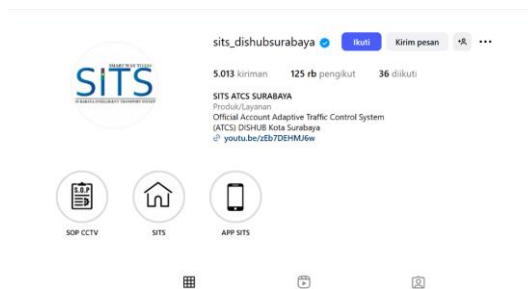 sits_dishubsurabaya
Ikuti
Kirim pesan
SMART WAY TO GO
SITS
SURABAYA INTELLIGENT TRANSPORT SYSTEM
5.013 kiriman 125 rb pengikut 36 diikuti
SITS ATCS SURABAYA
Produk/Layanan
Official Account Adaptive Traffic Control System
(ATCS) DISHUB Kota Surabaya
youtu.be/zEb7DEHMJ6w
S.O.P
SOP CCTV
SITS
APP SITS